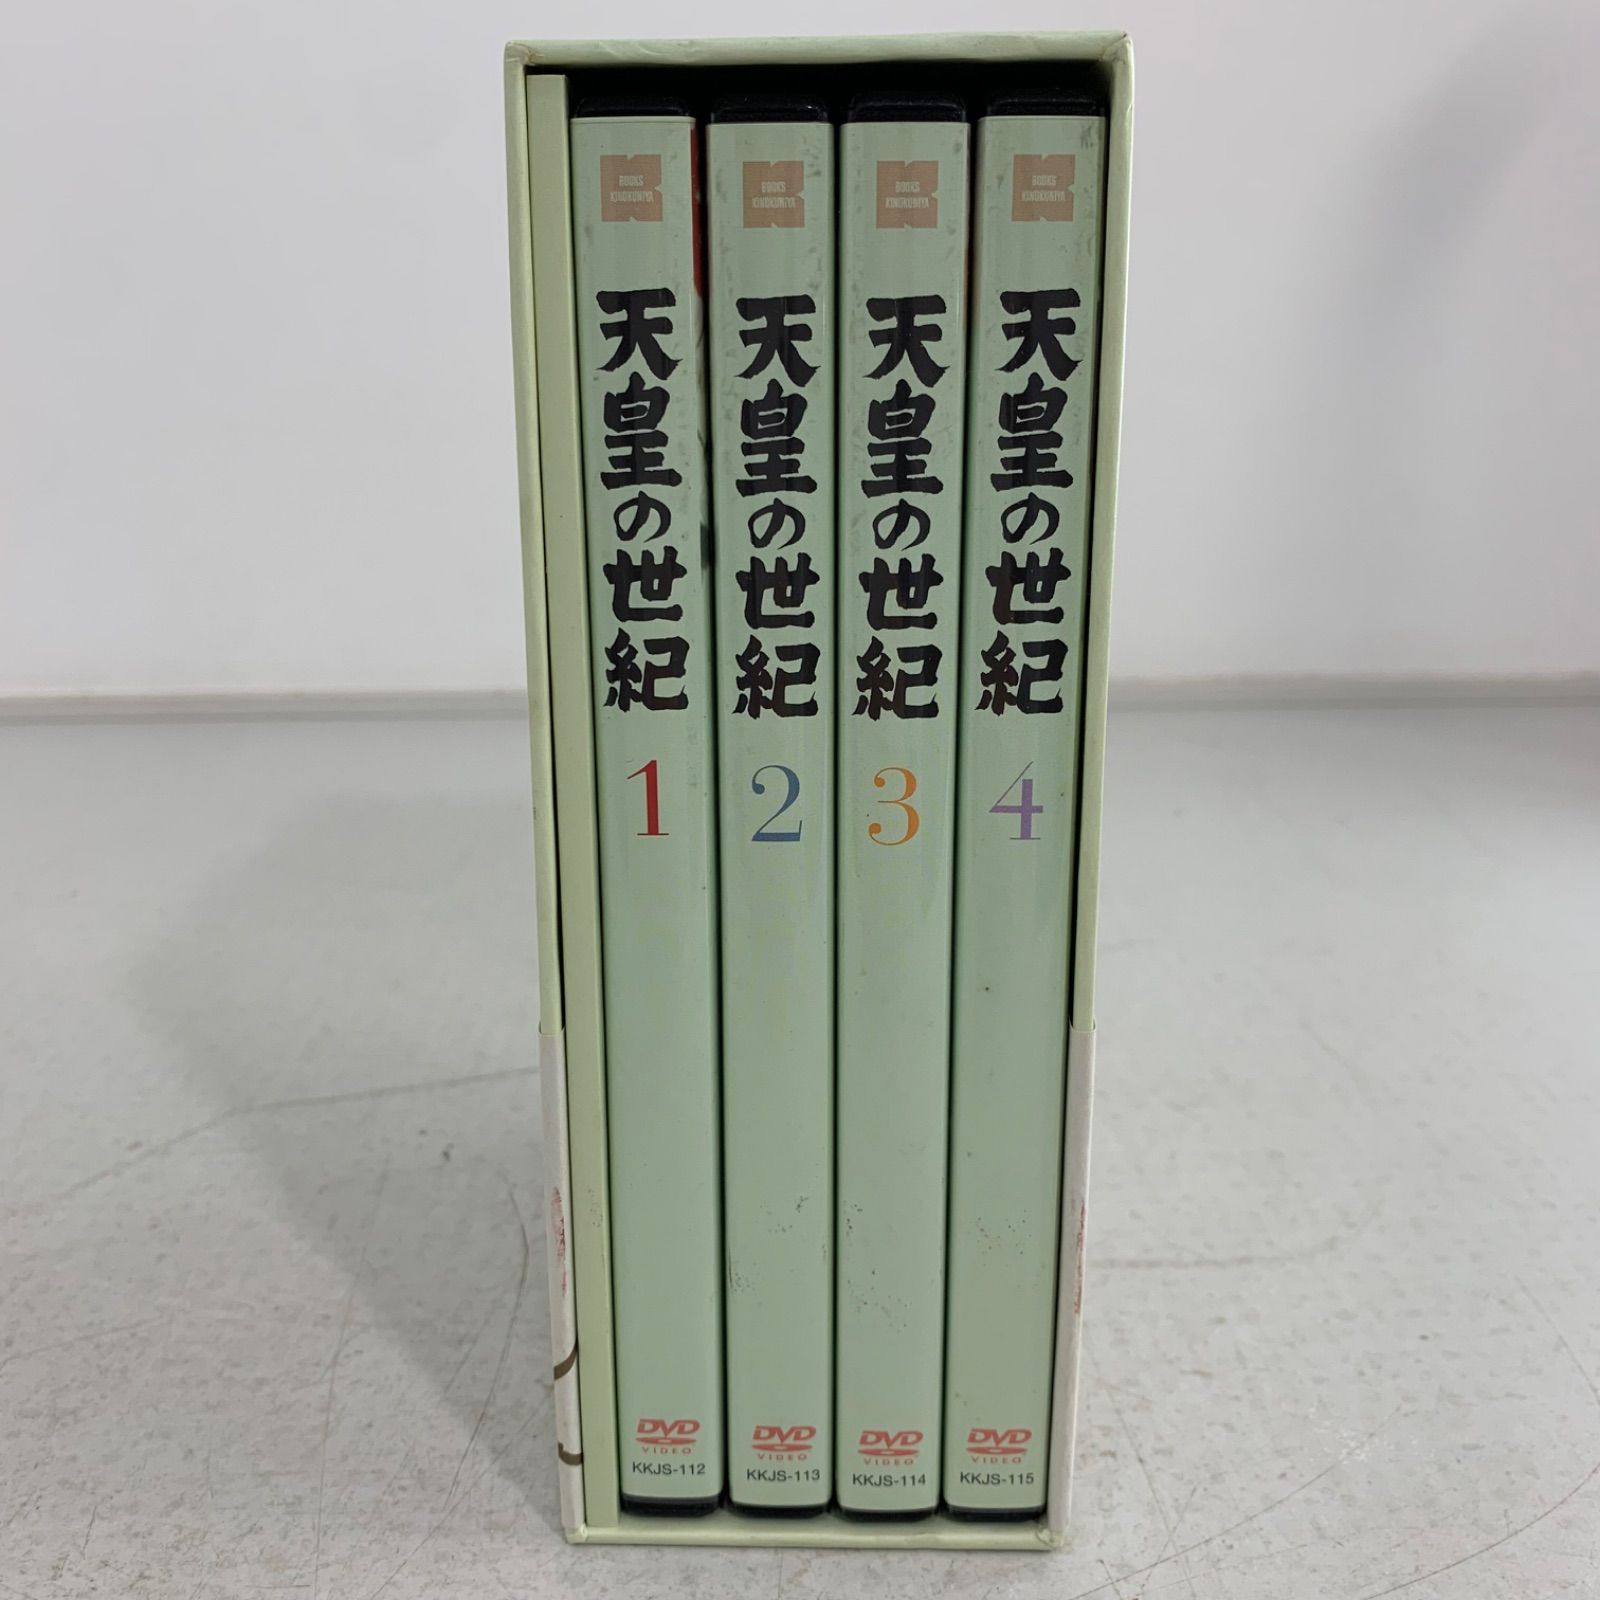 BOOKS
KINOKUNIYA
天皇の世紀
1
DVD
VIDEO
KKJS-112
BOOKS
KINOKUNIYA
天皇の世紀
2
DVD
VIDEO
KKJS-113
BOOKS
KINOKUNIYA
天皇の世紀
3
DVD
VIDEO
KKJS-114
BOOKS
KINOKUNIYA
天皇の世紀
4
DVD
VIDEO
KKJS-115